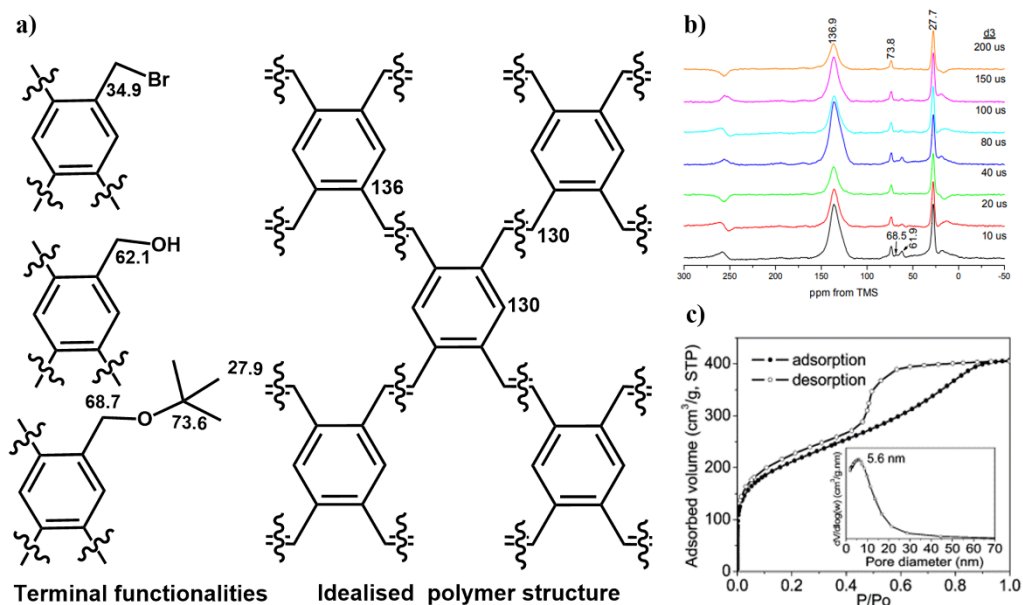 a)
Br
34.9
OH
62.1
27.9
68.7
O
73.6
Terminal functionalities
136
130
130
Idealised polymer structure
b)
136.9
73.8
27.7
d3
200 us
150 us
100 us
80 us
40 us
20 us
10 us
68.5
61.9
300 250 200 150 100 50 0 -50
ppm from TMS
c)
Adsorbed volume (cm³/g, STP)
400
300
200
100
0
adsorption
desorption
5.6 nm
dV/dlog(w) (cm³/g.nm)
0 10 20 30 40 50 60 70
Pore diameter (nm)
0.0 0.2 0.4 0.6 0.8 1.0
P/Po